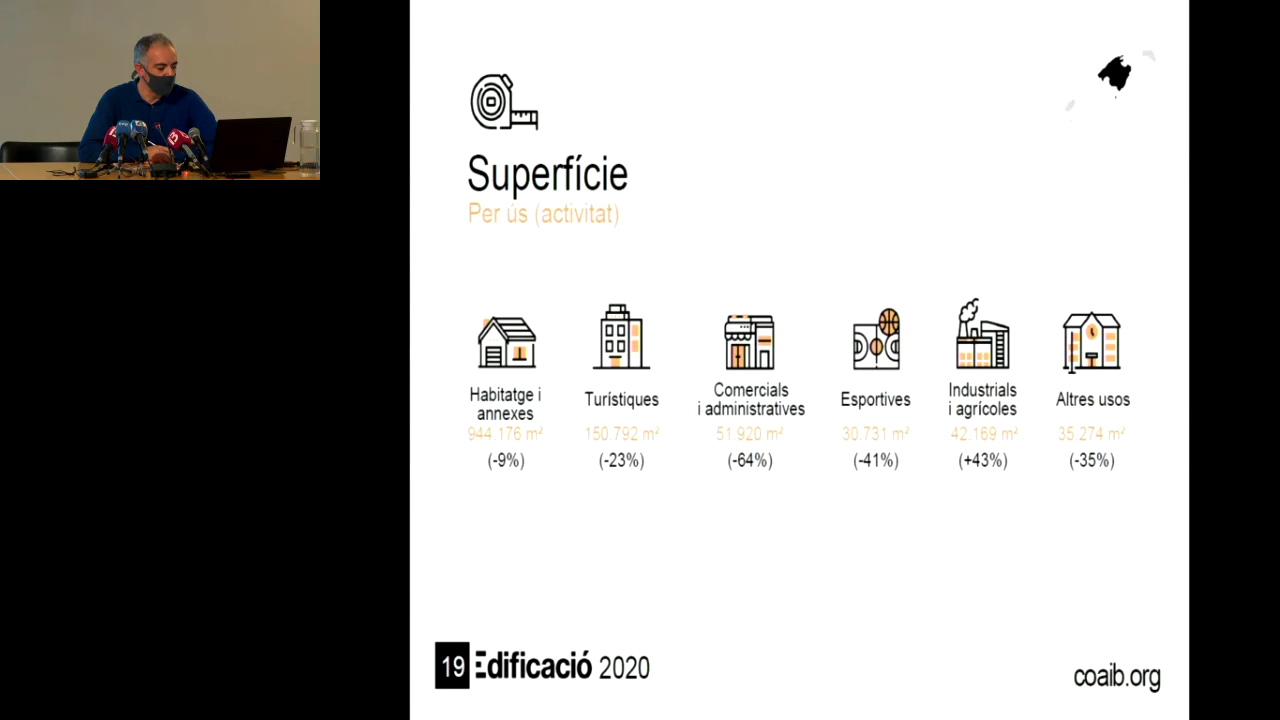 Superfície
Per ús (activitat)
Habitatge i
annexes
944.176 m²
(-9%)
Turístiques
150.792 m²
(-23%)
Comercials
i administratives
51.920 m²
(-64%)
Esportives
30.731 m²
(-41%)
Industrials
i agrícoles
42.169 m²
(+43%)
Altres usos
35.274 m²
(-35%)
19 Edificació 2020
coaib.org